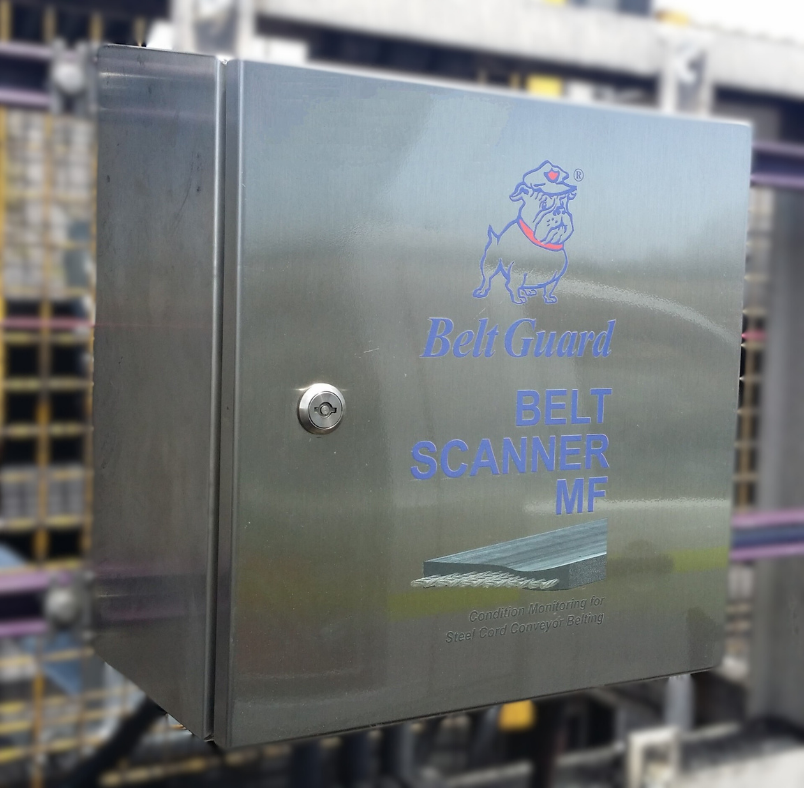 ®
Belt Guard
BELT
SCANNER
MF
Condition Monitoring for
Steel Cord Conveyor Belting